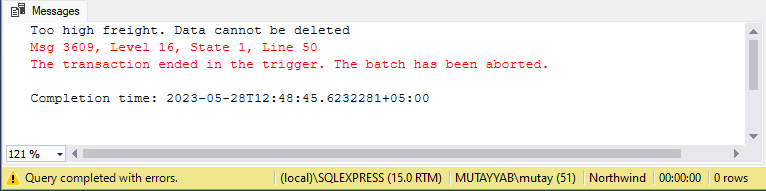 Messages
Too high freight. Data cannot be deleted
Msg 3609, Level 16, State 1, Line 50
The transaction ended in the trigger. The batch has been aborted.
Completion time: 2023-05-28T12:48:45.6232281+05:00
121 %
Query completed with errors. (local)\SQLEXPRESS (15.0 RTM) MUTAYYAB\mutay (51) Northwind 00:00:00 0 rows